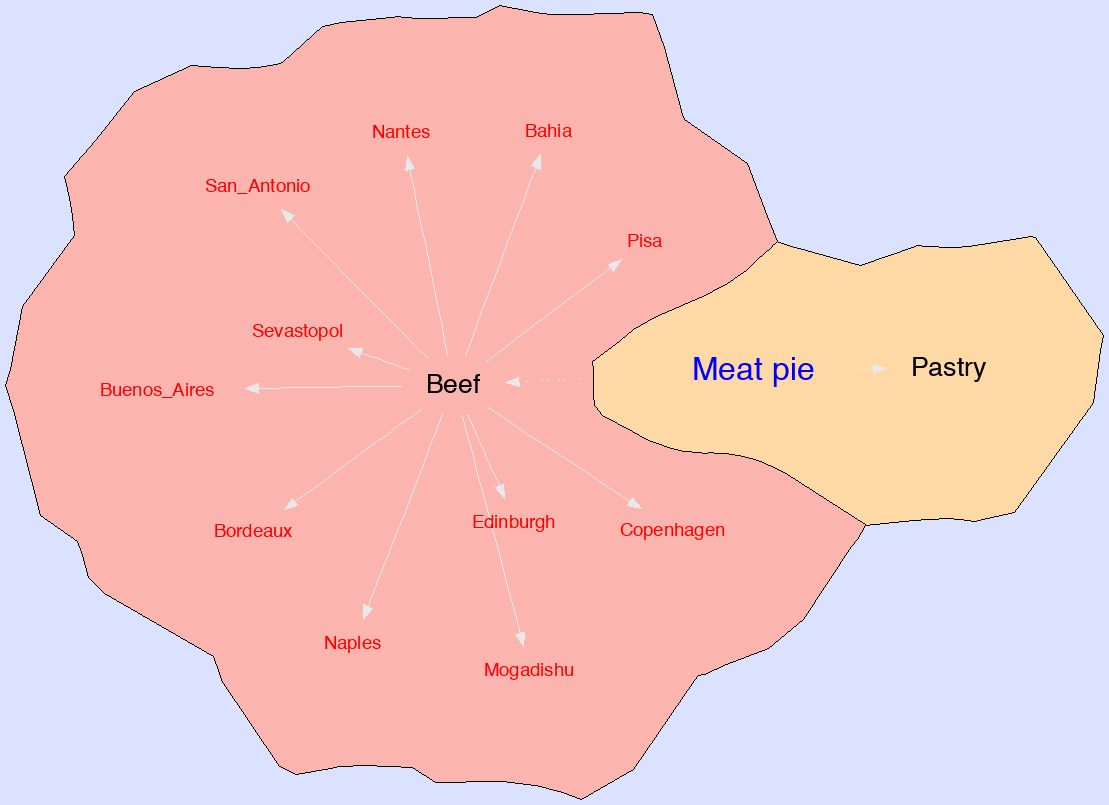 Nantes
Bahia
San_Antonio
Pisa
Sevastopol
Meat pie
Pastry
Beef
Buenos_Aires
Edinburgh
Bordeaux
Copenhagen
Naples
Mogadishu